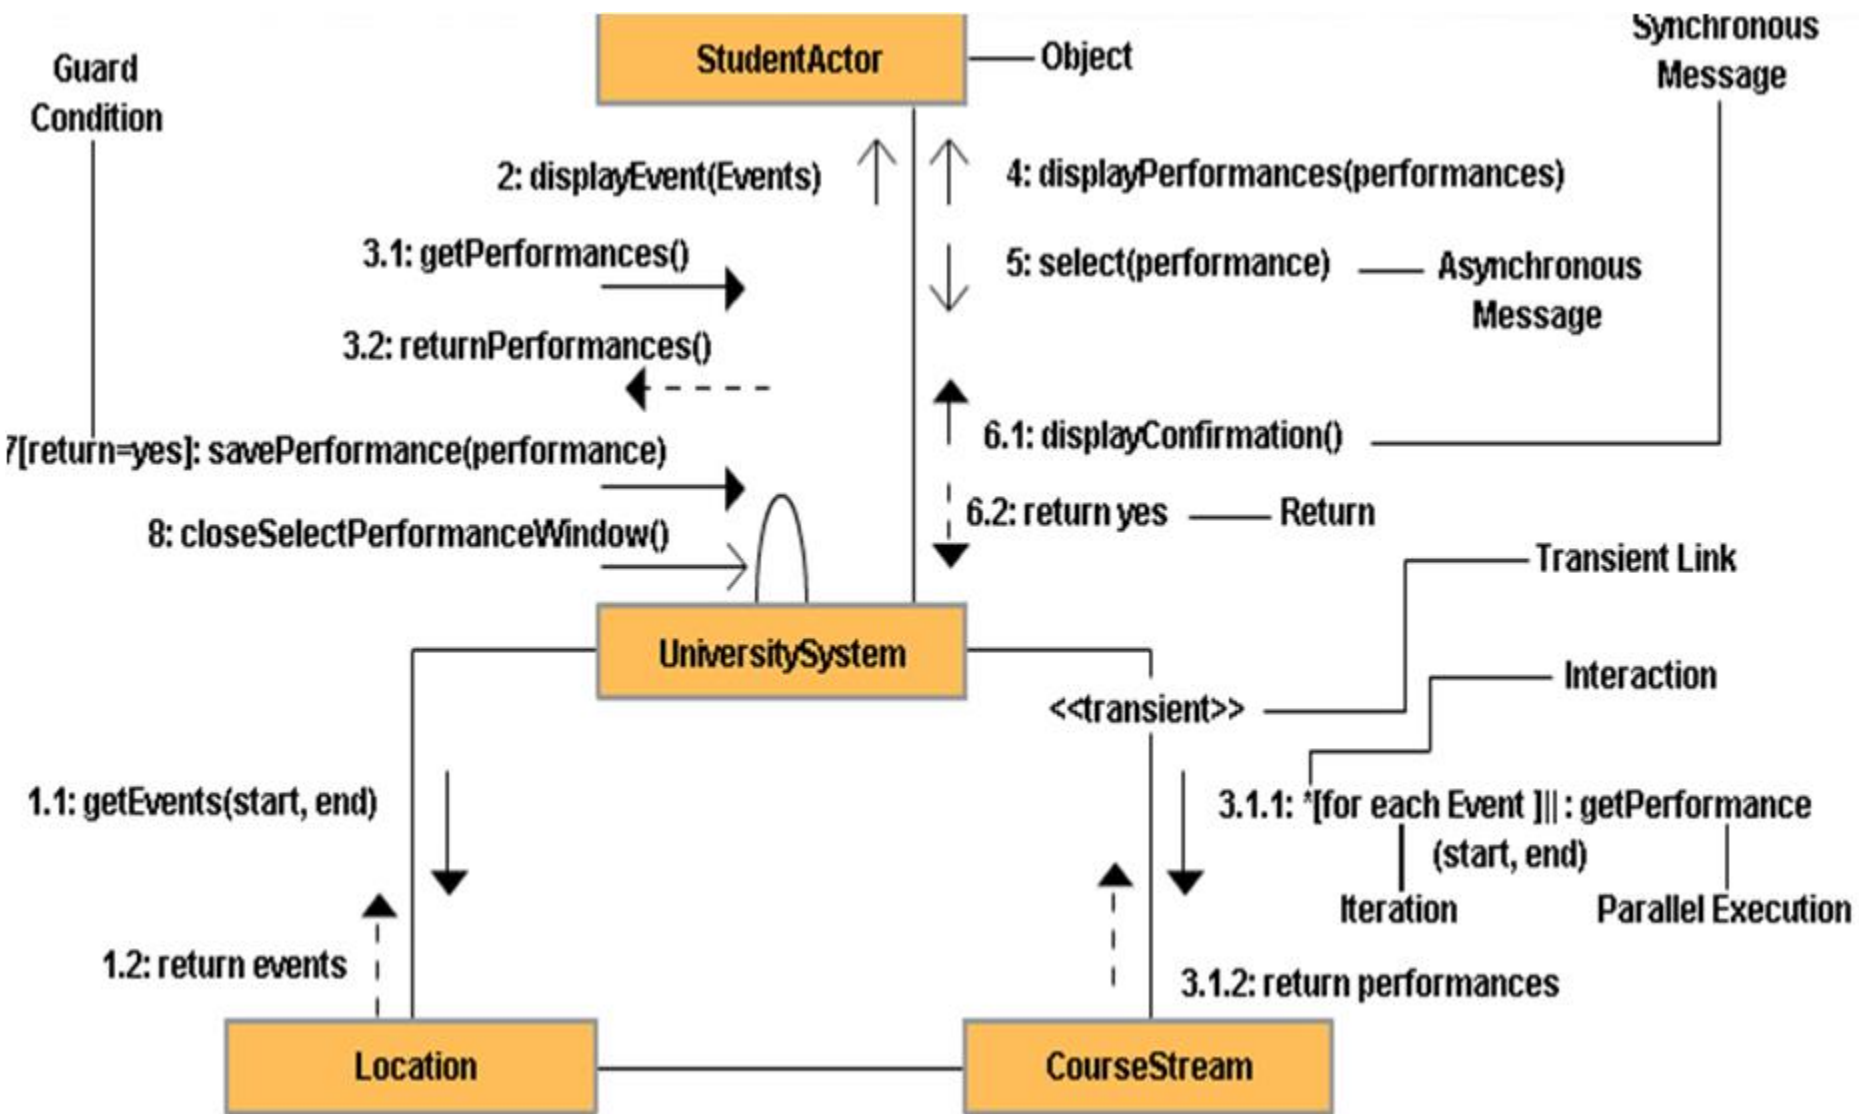 StudentActor
Object
Synchronous
Message
Guard
Condition
2: displayEvent(Events)
4: displayPerformances(performances)
3.1: getPerformances()
5: select(performance)
Asynchronous
Message
3.2: returnPerformances()
7[return=yes]: savePerformance(performance)
6.1: displayConfirmation()
8: closeSelectPerformanceWindow()
6.2: return yes
Return
Transient Link
UniversitySystem
Interaction
<<transient>>
1.1: getEvents(start, end)
3.1.1: *[for each Event ]|| : getPerformance
(start, end)
Iteration
Parallel Execution
1.2: return events
3.1.2: return performances
Location
CourseStream